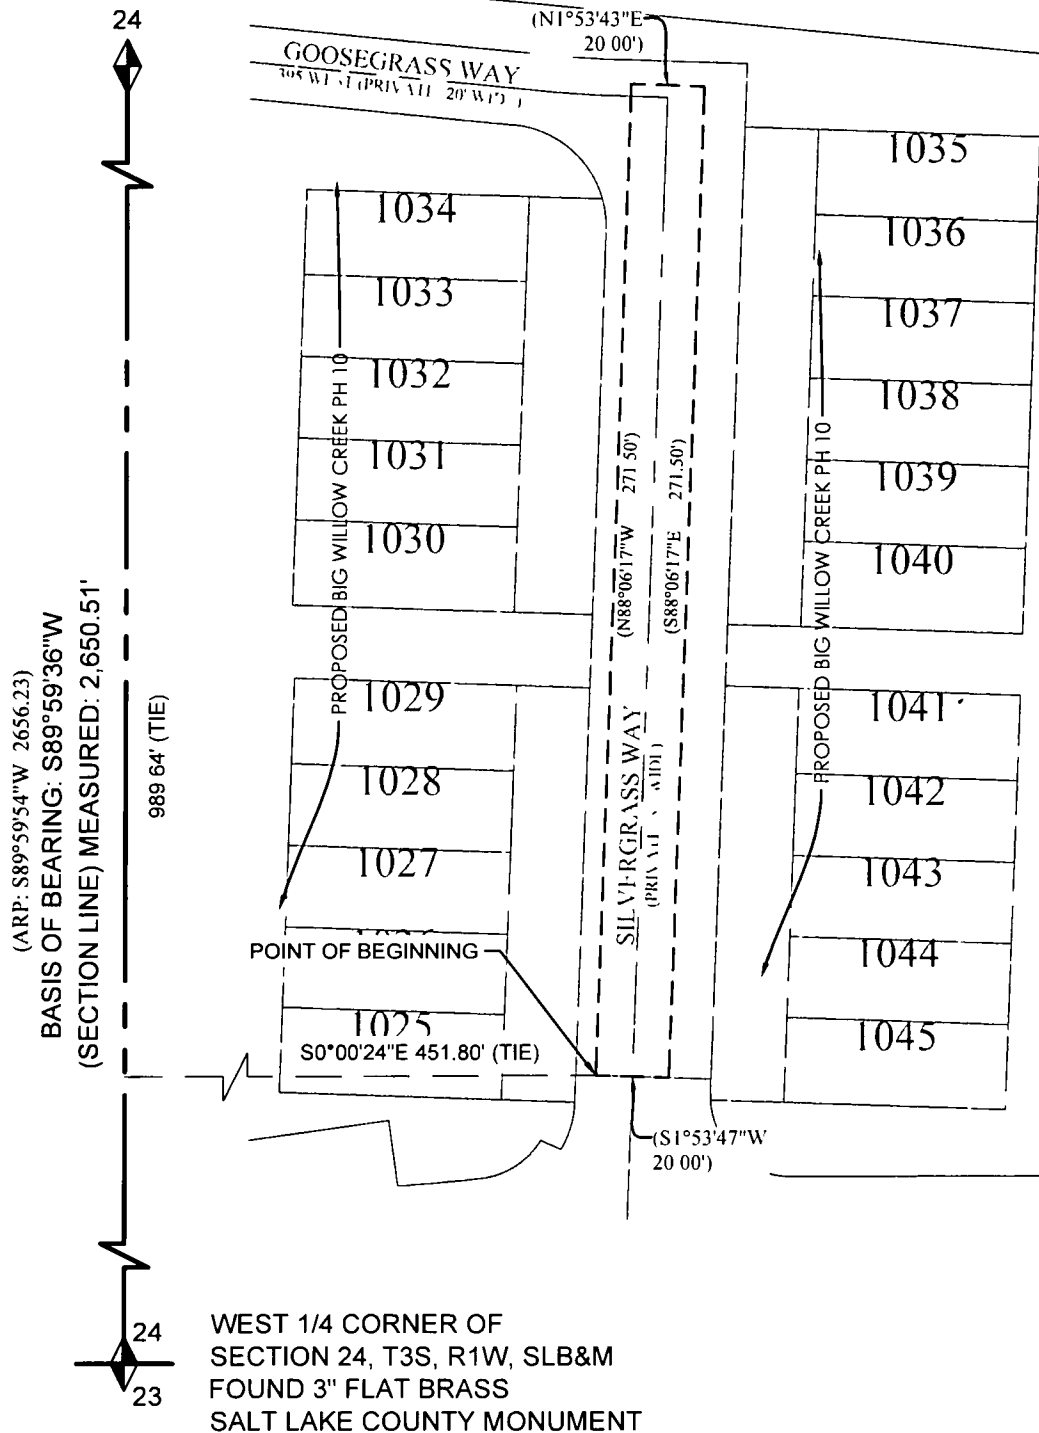 24
(N1°53'43"E
20 00')
GOOSEGRASS WAY
1035
1034
1036
1033
1037
1032
1038
1031
1039
1030
1040
PROPOSED BIG WILLOW CREEK PH 10
(N88°06'17"W 271 50')
(S88°06'17"E 271.50')
PROPOSED BIG WILLOW CREEK PH 10
(ARP: S89°59'54"W 2656.23)
BASIS OF BEARING: S89°59'36"W
(SECTION LINE) MEASURED: 2,650.51'
989 64' (TIE)
1029
1041
1028
1042
1027
1043
SILVERGRASS WAY
1044
POINT OF BEGINNING
1025
1045
S0°00'24"E 451.80' (TIE)
(S1°53'47"W
20 00')
24
23
WEST 1/4 CORNER OF
SECTION 24, T3S, R1W, SLB&M
FOUND 3" FLAT BRASS
SALT LAKE COUNTY MONUMENT